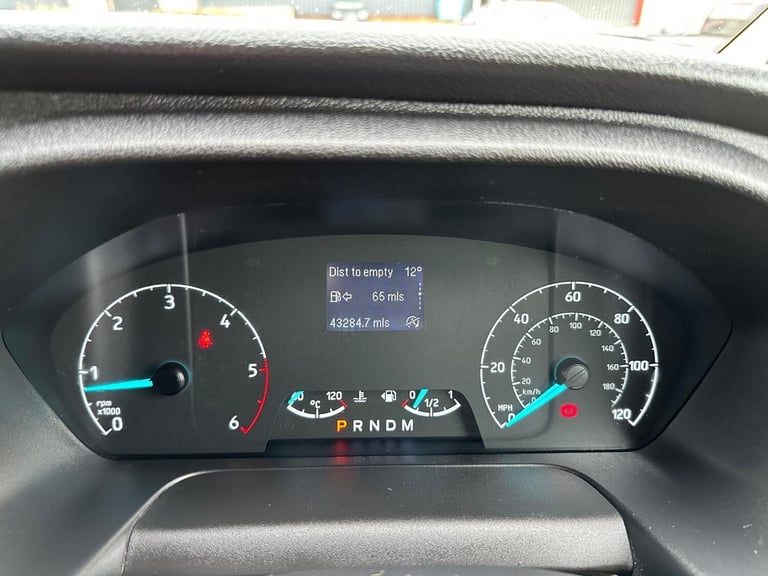 Dist to empty 12°
65 mls
43284.7 mls
0 1 2 3 4 5 6
rpm
x1000
120
°C
0 1/2 1
P R N D M
0 20 40 60 80 100 120
MPH
20 40 60 80 100 120 140 160 180
km/h